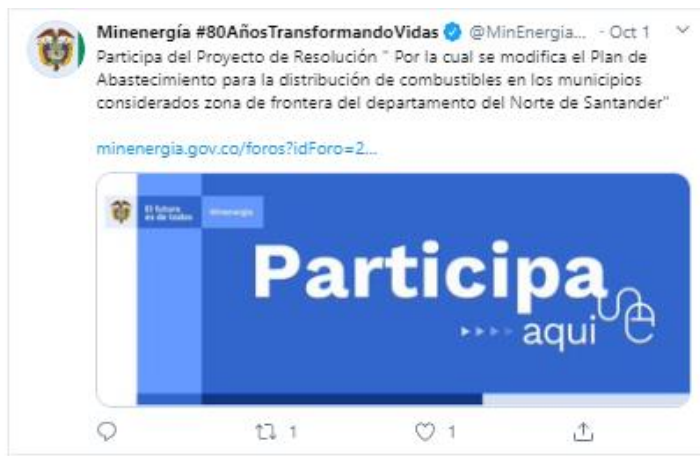 Minenergía #80AñosTransformandoVidas @MinEnergia... · Oct 1
Participa del Proyecto de Resolución " Por la cual se modifica el Plan de
Abastecimiento para la distribución de combustibles en los municipios
considerados zona de frontera del departamento del Norte de Santander"
minenergia.gov.co/foros?idForo=2...
El futuro
es de todos
Minenergía
Participa
aqui
1
1